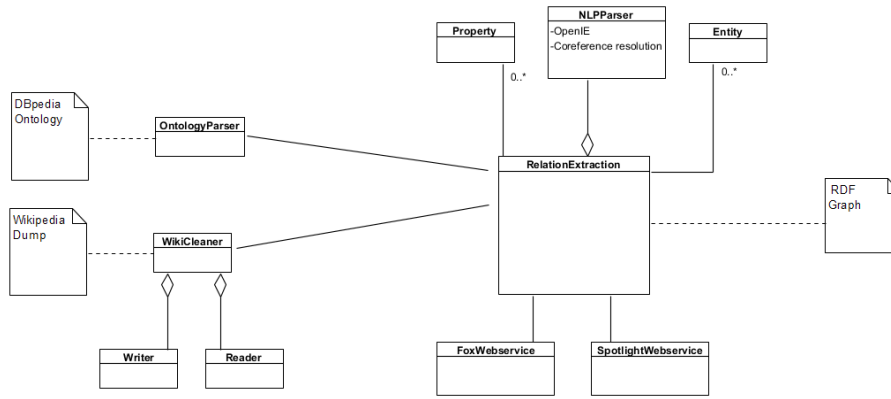 NLPParser
-OpenIE
-Coreference resolution
Property
Entity
0..*
0..*
DBpedia
Ontology
OntologyParser
RelationExtraction
RDF
Graph
Wikipedia
Dump
WikiCleaner
Writer
Reader
FoxWebservice
SpotlightWebservice